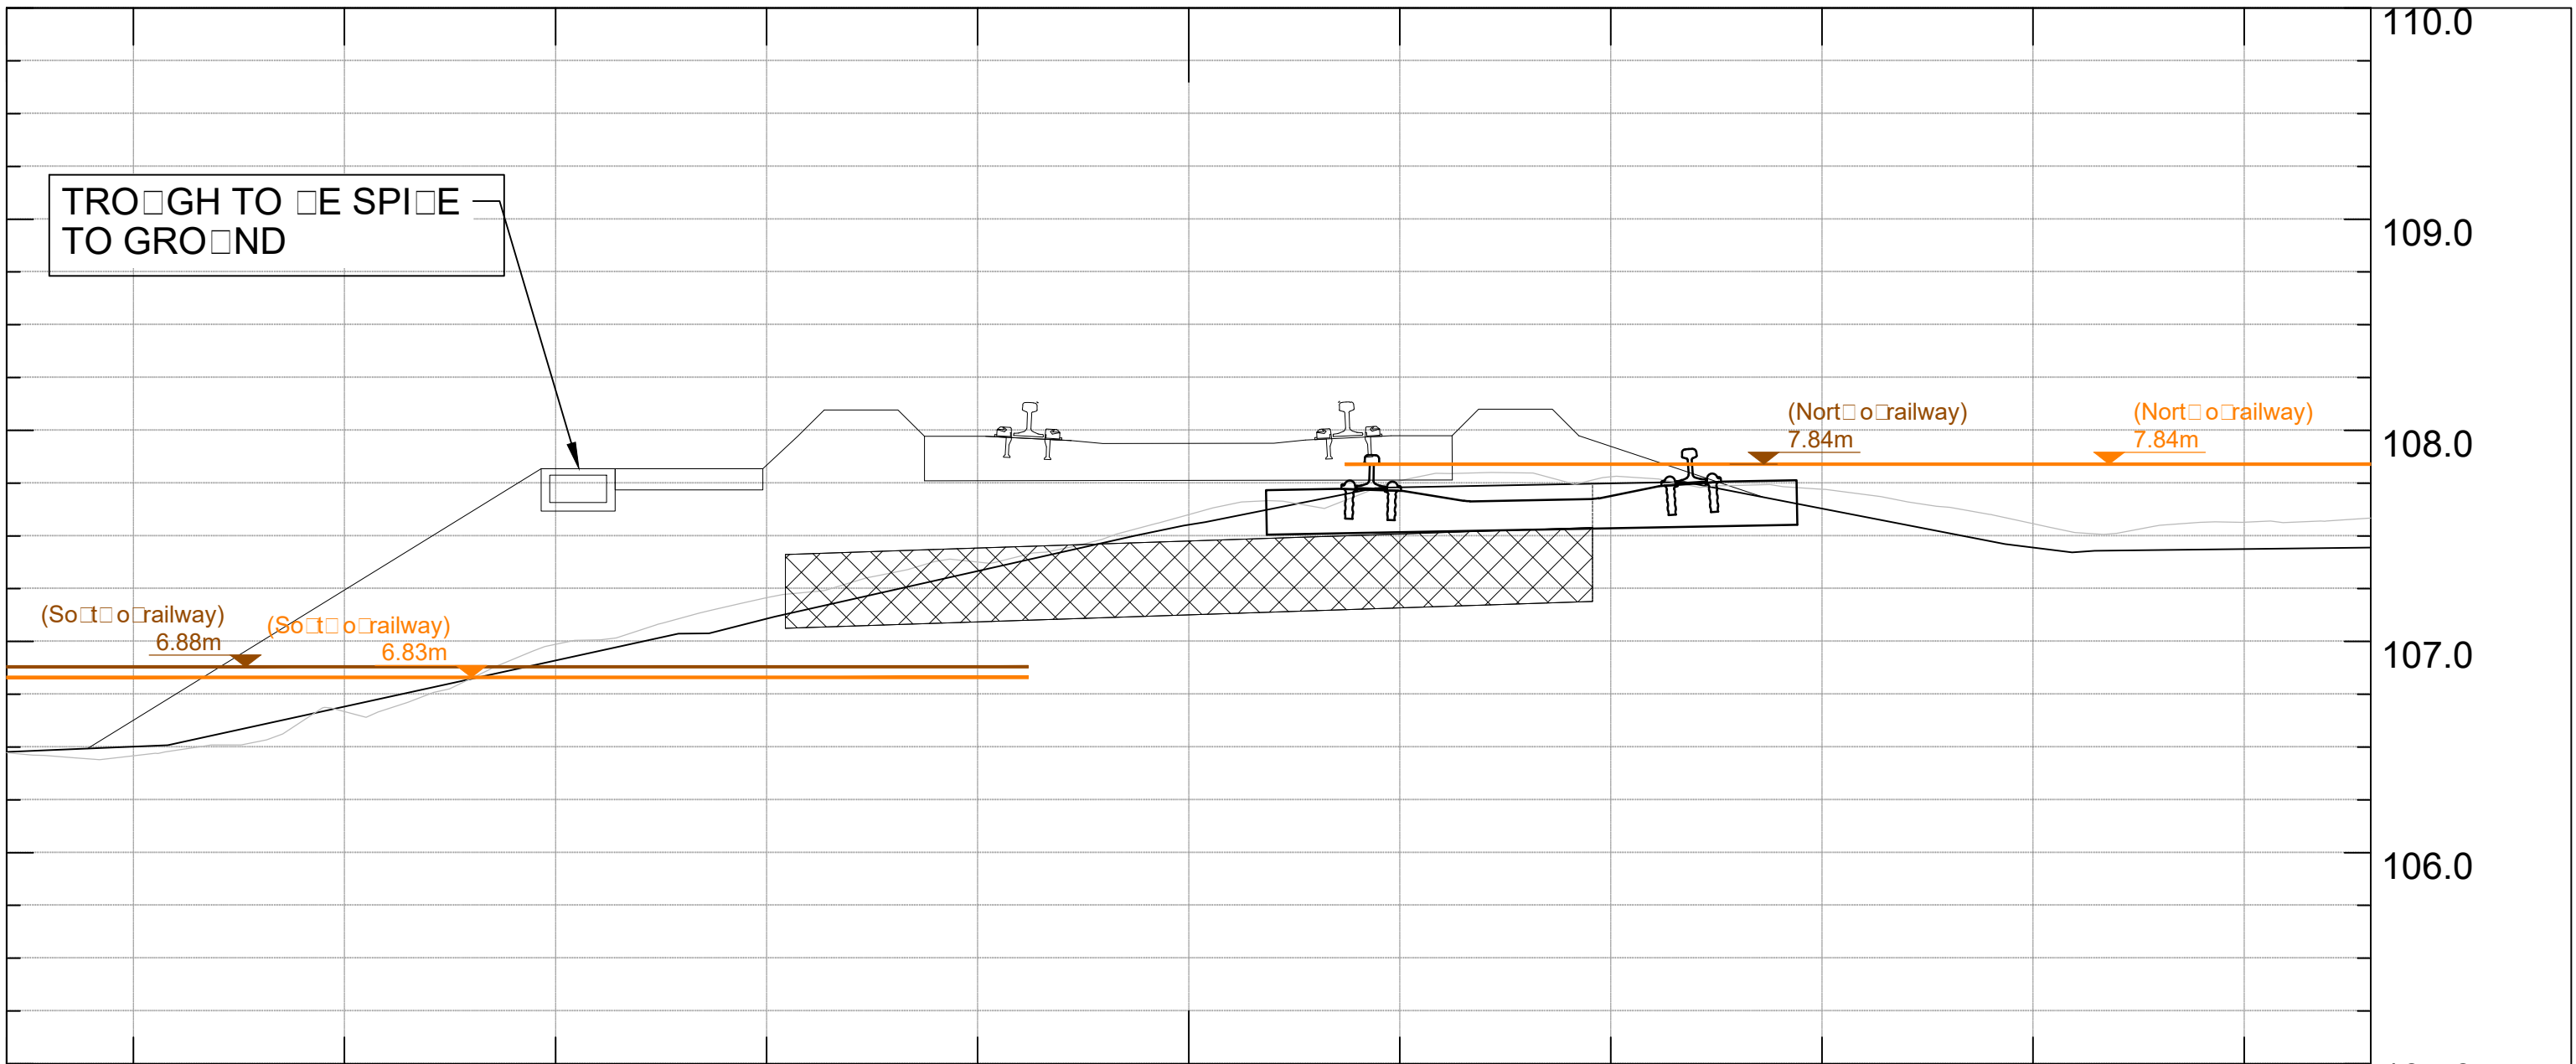 110.0
TRO□GH TO □E SPI□E
TO GRO□ND
109.0
(Nort□ o□railway)
7.84m
(Nort□ o□railway)
7.84m
108.0
(So□t□ o□railway)
6.88m
(So□t□ o□railway)
6.83m
107.0
106.0